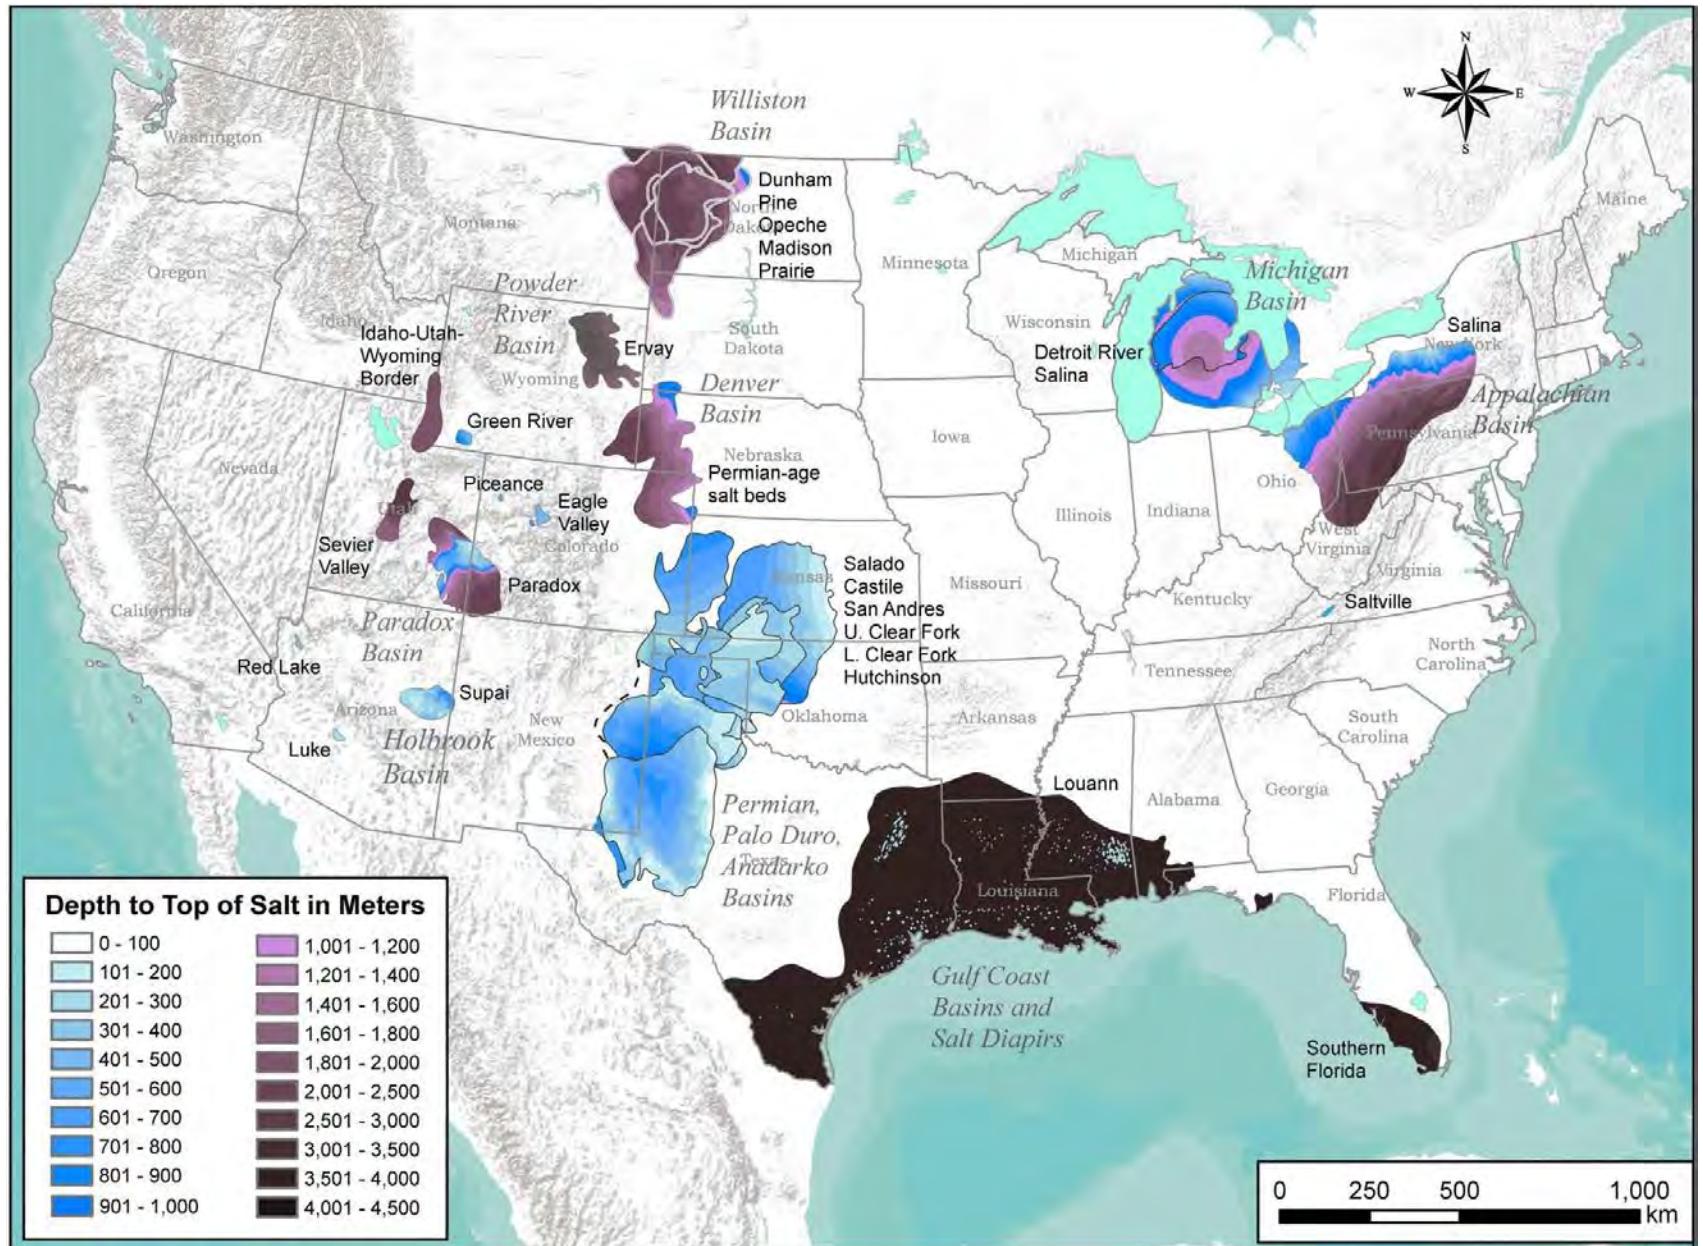 N
W
E
S
Williston
Basin
Washington
Maine
Dunham
Pine
Opeche
Madison
Prairie
North
Dakota
Montana
Minnesota
Michigan
Michigan
Basin
Oregon
Powder
River
Basin
Idaho
Idaho-Utah-
Wyoming
Border
South
Dakota
Wisconsin
Salina
New York
Ervay
Wyoming
Detroit River
Salina
Denver
Basin
Appalachian
Basin
Green River
Iowa
Pennsylvania
Nevada
Nebraska
Permian-age
salt beds
Piceance
Ohio
Utah
Eagle
Valley
Illinois
Indiana
Colorado
West
Virginia
Sevier
Valley
Salado
Castile
San Andres
U. Clear Fork
L. Clear Fork
Hutchinson
Kansas
Missouri
Virginia
Paradox
Kentucky
Saltville
California
Paradox
Basin
North
Carolina
Red Lake
Tennessee
Supai
Arizona
New
Mexico
Oklahoma
Arkansas
South
Carolina
Luke
Holbrook
Basin
Louann
Alabama
Georgia
Permian,
Palo Duro,
Anadarko
Basins
Texas
Louisiana
Florida
Gulf Coast
Basins and
Salt Diapirs
Southern
Florida
Depth to Top of Salt in Meters
0 - 100
101 - 200
201 - 300
301 - 400
401 - 500
501 - 600
601 - 700
701 - 800
801 - 900
901 - 1,000
1,001 - 1,200
1,201 - 1,400
1,401 - 1,600
1,601 - 1,800
1,801 - 2,000
2,001 - 2,500
2,501 - 3,000
3,001 - 3,500
3,501 - 4,000
4,001 - 4,500
0 250 500 1,000
km